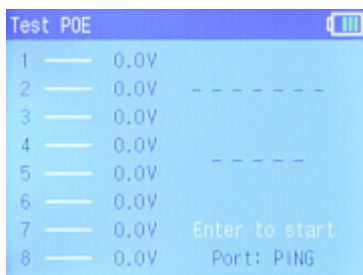 Test POE
1 0.0V
2 0.0V - - - - - - -
3 0.0V
4 0.0V
- - - - -
5 0.0V
6 0.0V
7 0.0V Enter to start
8 0.0V Port: PING